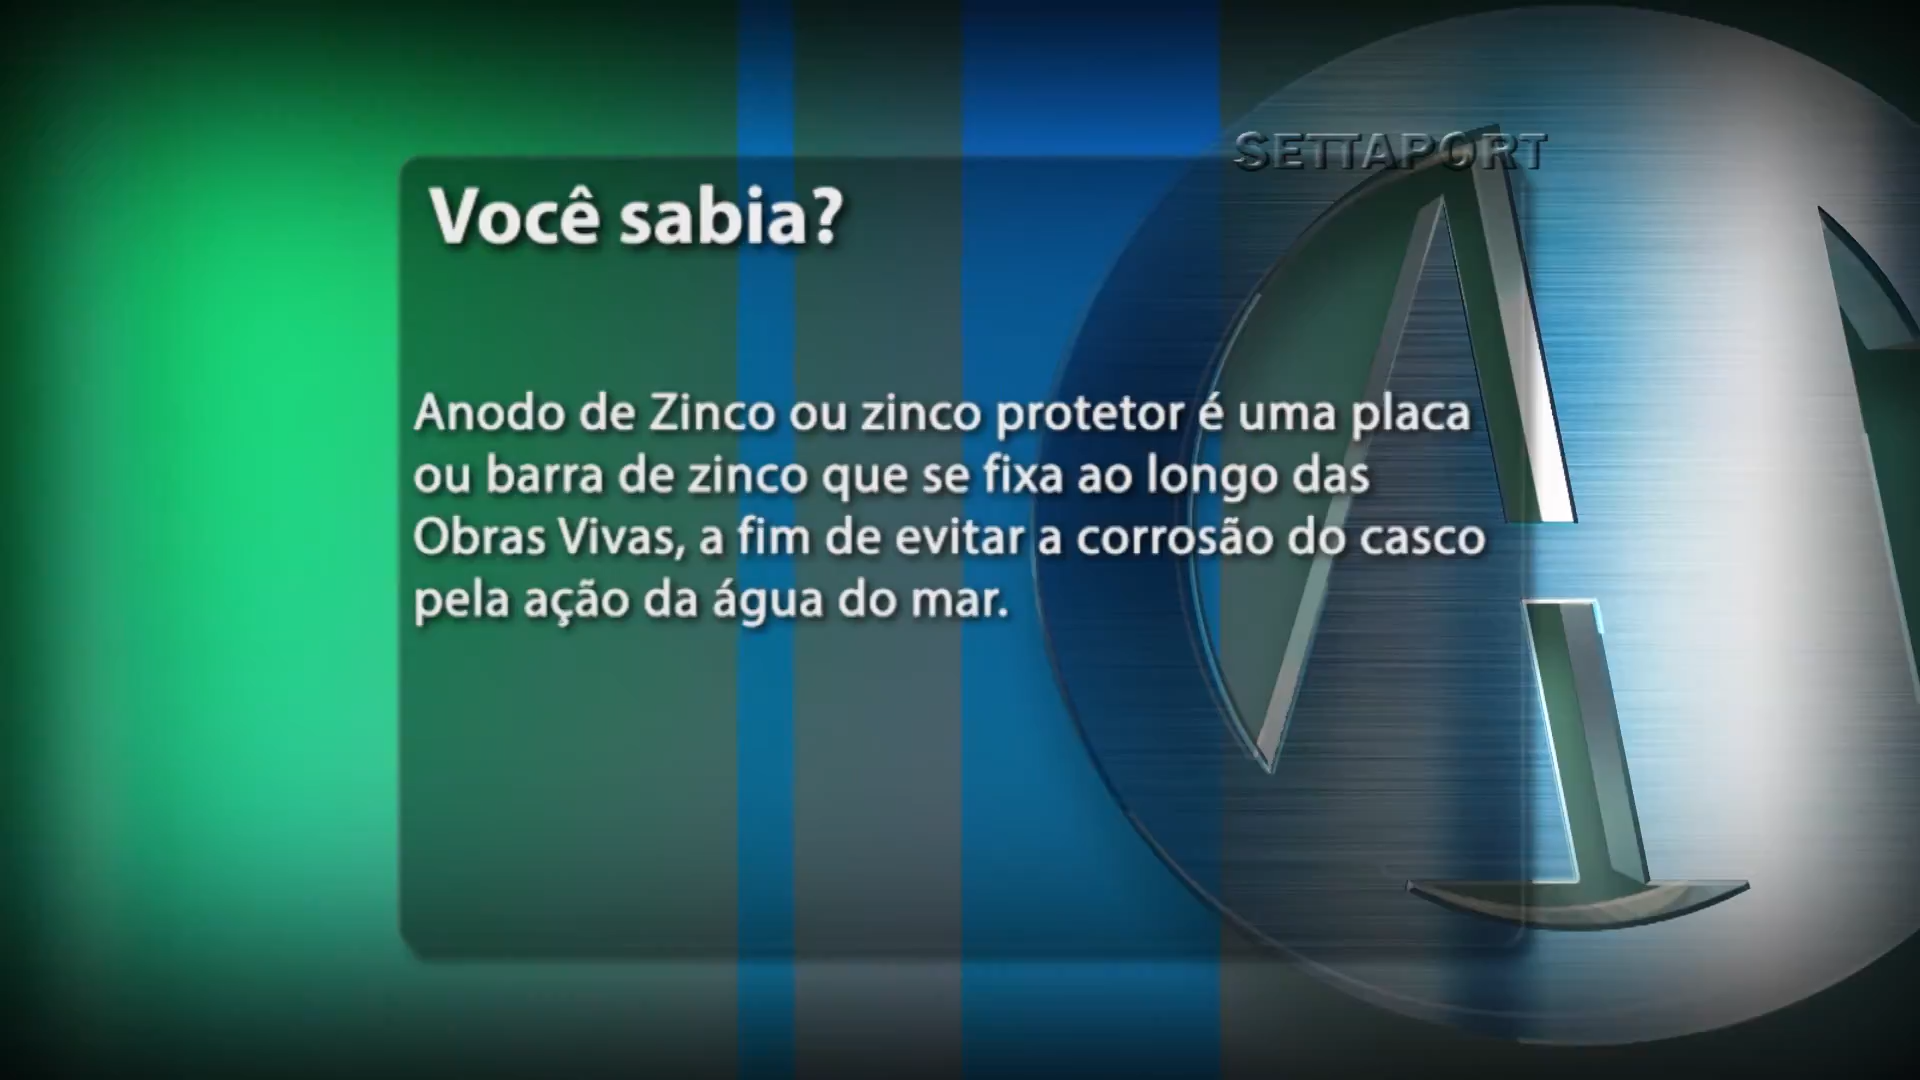 SETTAPORT
Você sabia?
Anodo de Zinco ou zinco protetor é uma placa
ou barra de zinco que se fixa ao longo das
Obras Vivas, a fim de evitar a corrosão do casco
pela ação da água do mar.